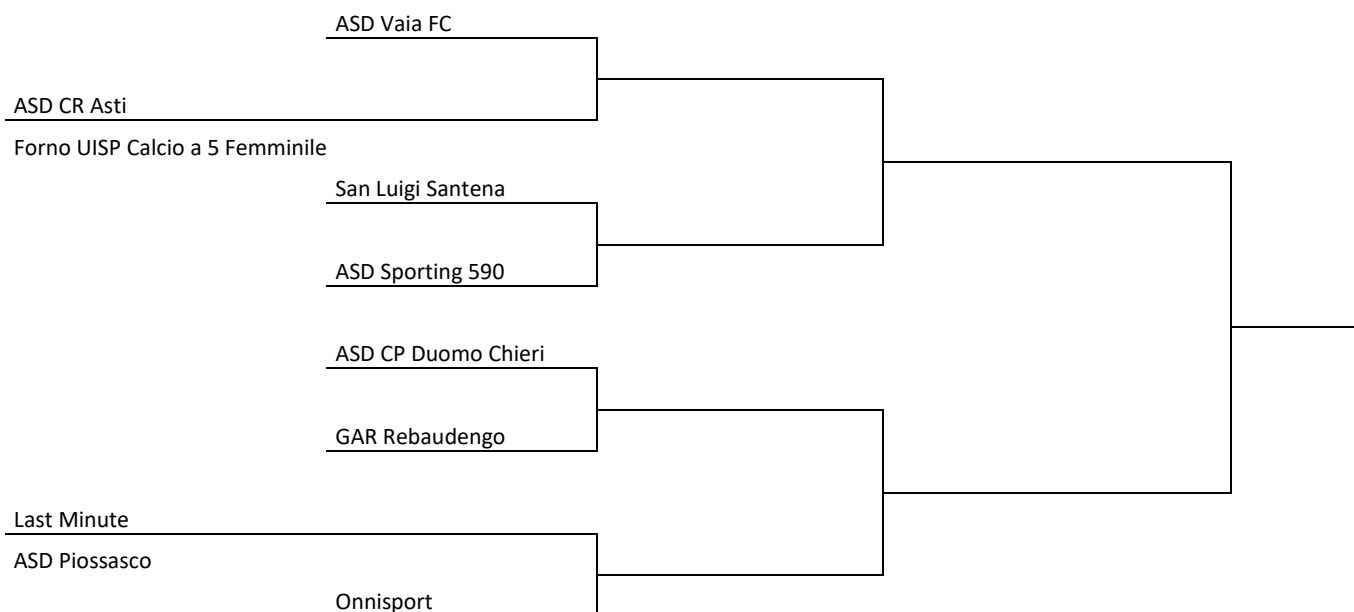 ASD Vaia FC
ASD CR Asti
Forno UISP Calcio a 5 Femminile
San Luigi Santena
ASD Sporting 590
ASD CP Duomo Chieri
GAR Rebaudengo
Last Minute
ASD Piossasco
Onnisport